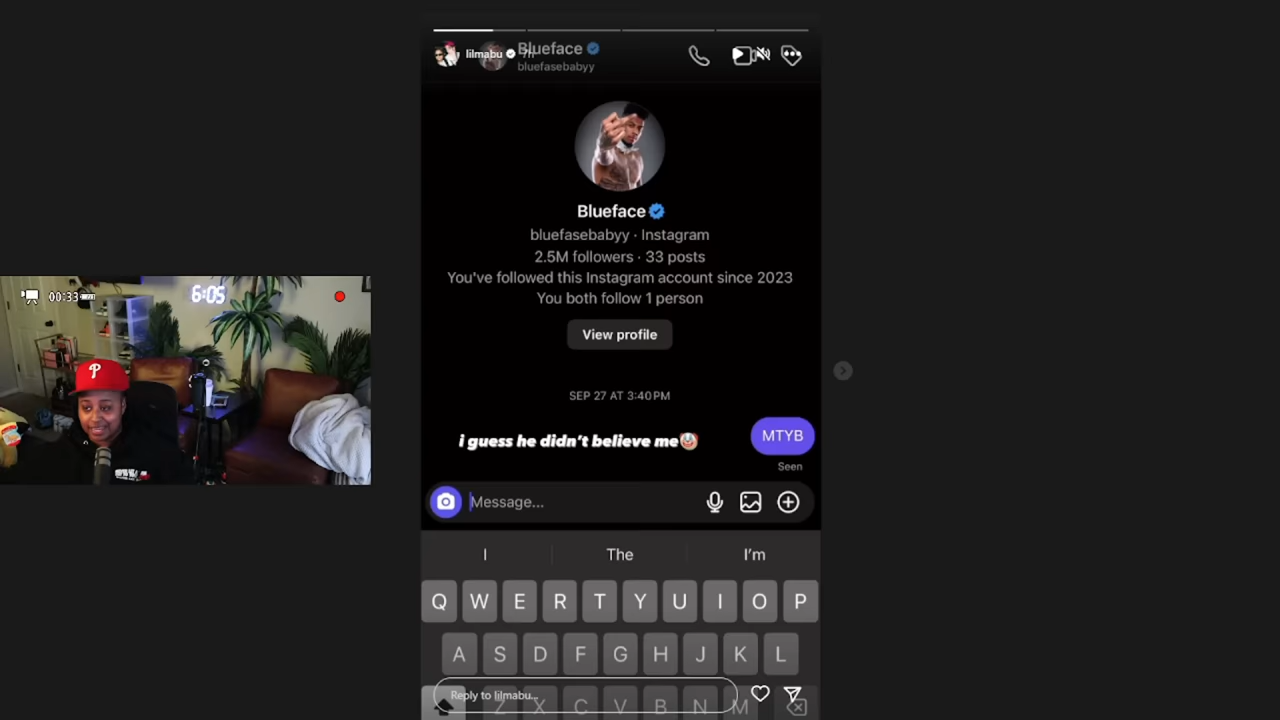 Blueface
lilmabu 7h
bluefasebabyy
Blueface
bluefasebabyy · Instagram
2.5M followers · 33 posts
You've followed this Instagram account since 2023
You both follow 1 person
View profile
00:33
6:05
P
SEP 27 AT 3:40 PM
MTYB
i guess he didn't believe me🤡
Seen
Message...
I The I'm
Q W E R T Y U I O P
A S D F G H J K L
Reply to lilmabu...
Z X C V B N M